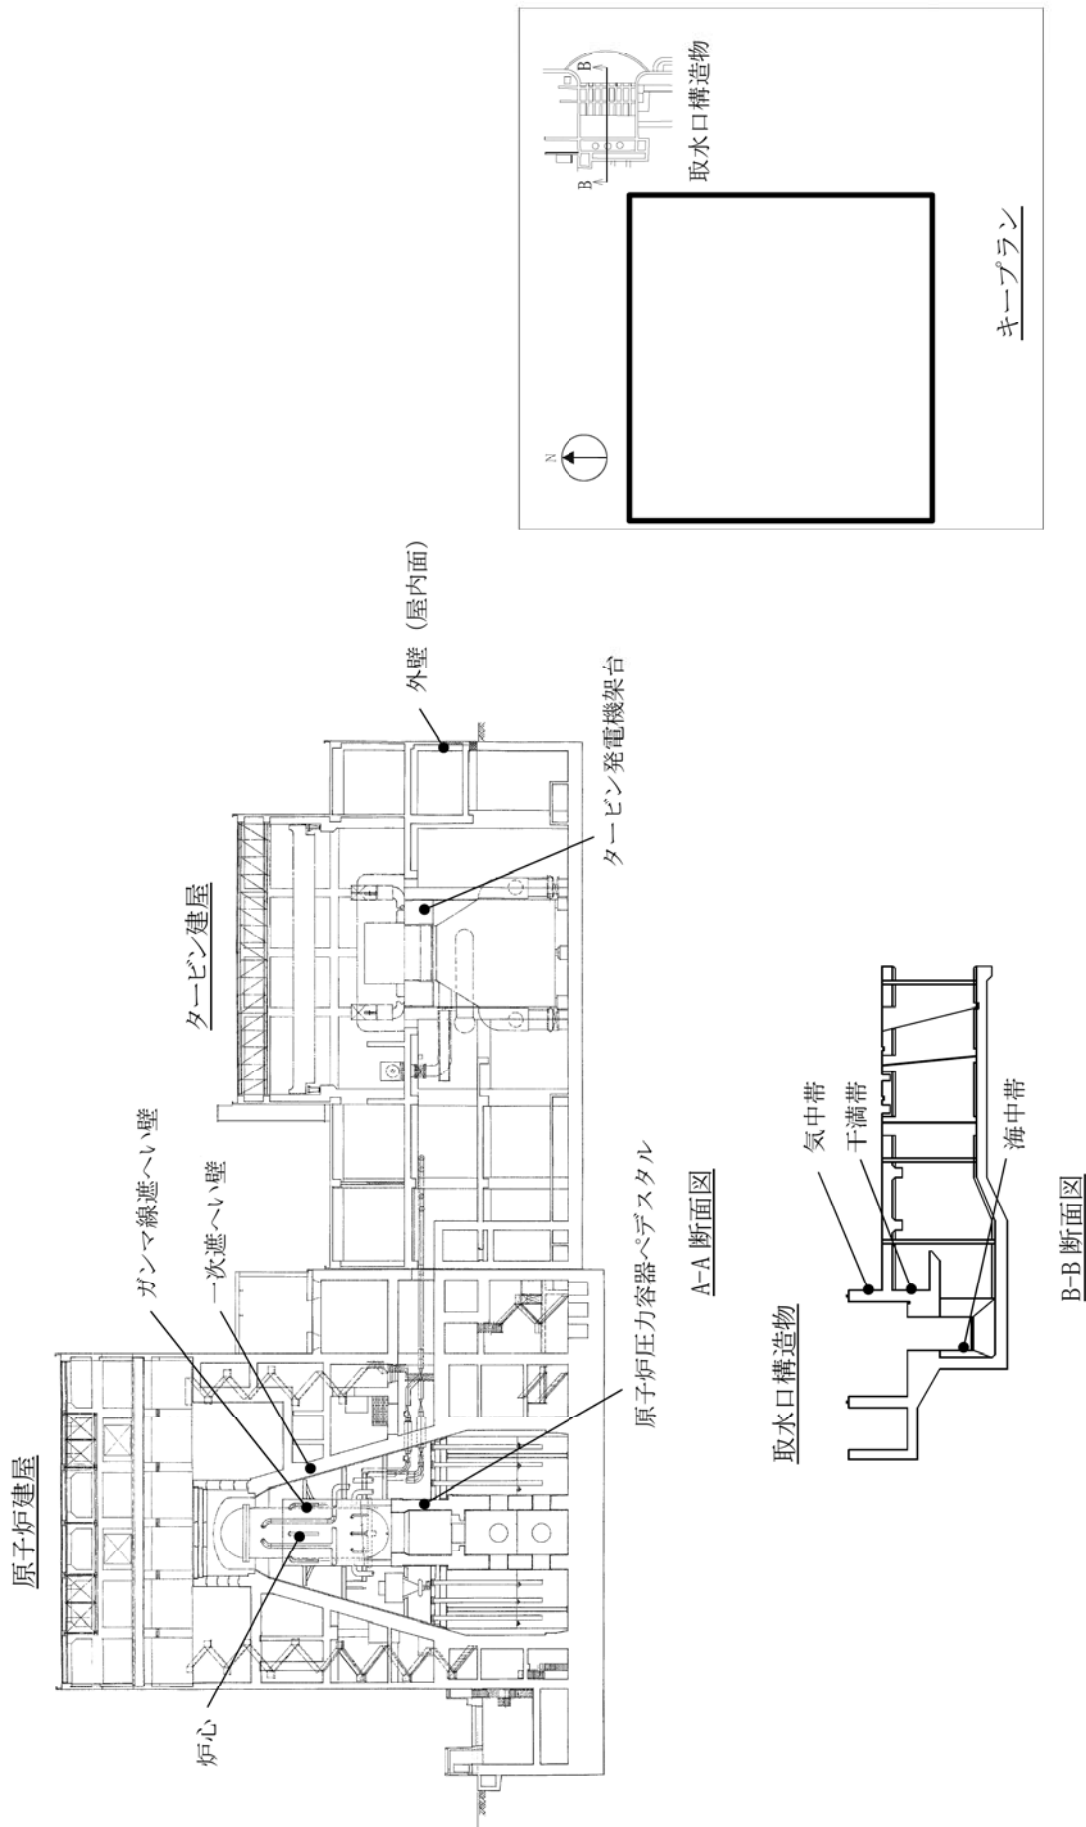 原子炉建屋
タービン建屋
炉心
ガンマ線遮へい壁
一次遮へい壁
原子炉圧力容器ペデスタル
外壁（屋内面）
タービン発電機架台
A-A 断面図
取水口構造物
気中帯
干満帯
海中帯
B-B 断面図
N
B
B
取水口構造物
キープラン